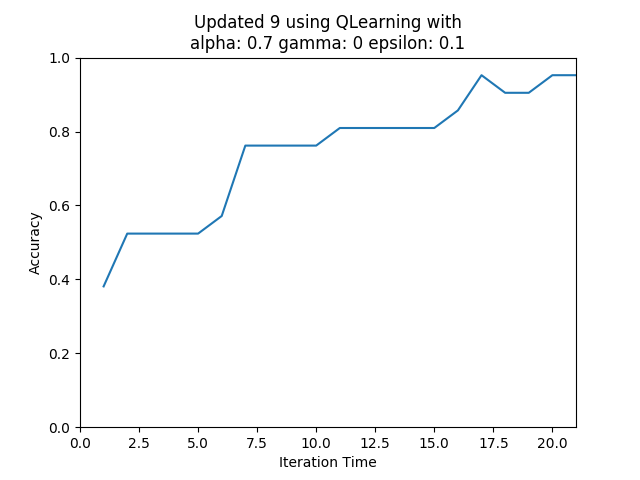 Updated 9 using QLearning with
alpha: 0.7 gamma: 0 epsilon: 0.1
1.0
0.8
0.6
0.4
0.2
0.0
Accuracy
0.0 2.5 5.0 7.5 10.0 12.5 15.0 17.5 20.0
Iteration Time